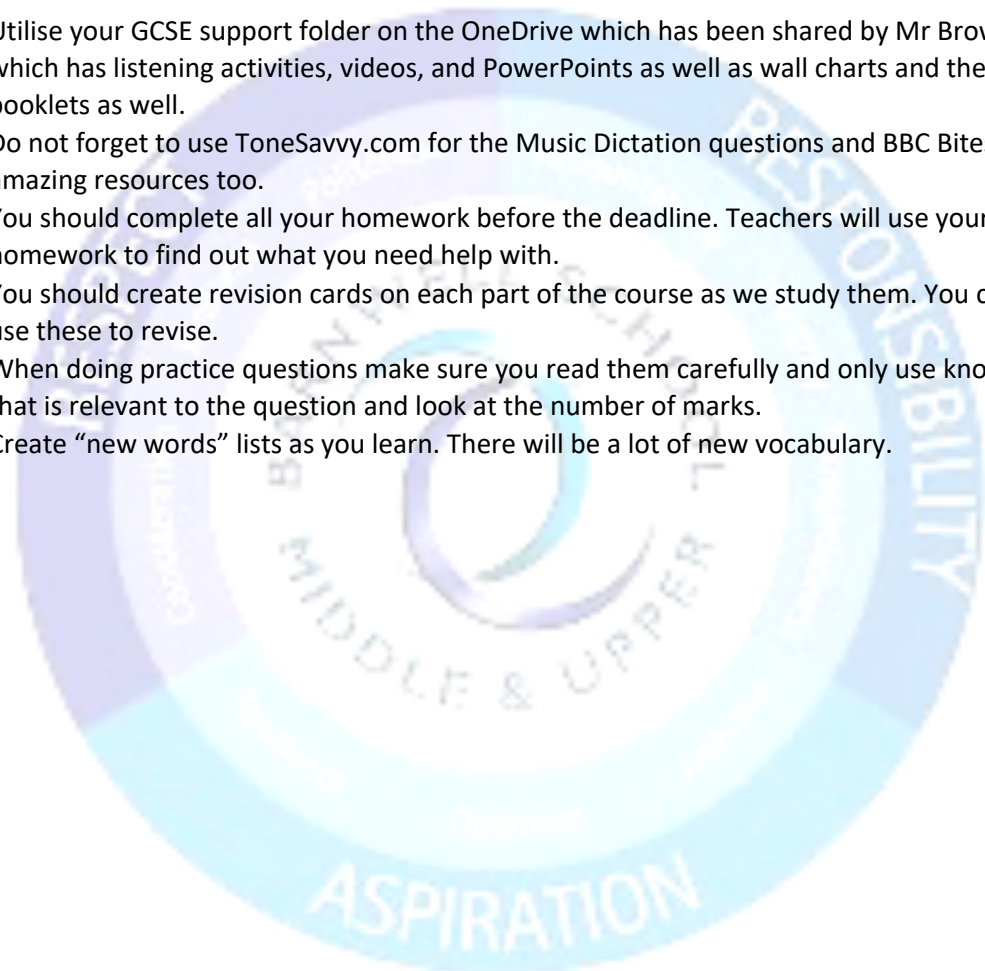 Utilise your GCSE support folder on the OneDrive which has been shared by Mr
which has listening activities, videos, and PowerPoints as well as wall charts and the
booklets as well.
Do not forget to use ToneSavvy.com for the Music Dictation questions and BBC
amazing resources too.
You should complete all your homework before the deadline. Teachers will use your
homework to find out what you need help with.
You should create revision cards on each part of the course as we study them. You
use these to revise.
When doing practice questions make sure you read them carefully and only use
that is relevant to the question and look at the number of marks.
Create “new words” lists as you learn. There will be a lot of new vocabulary.
RESPECT
RESPONSIBILITY
ASPIRATION
BARNWELL SCHOOL
MIDDLE & UPPER